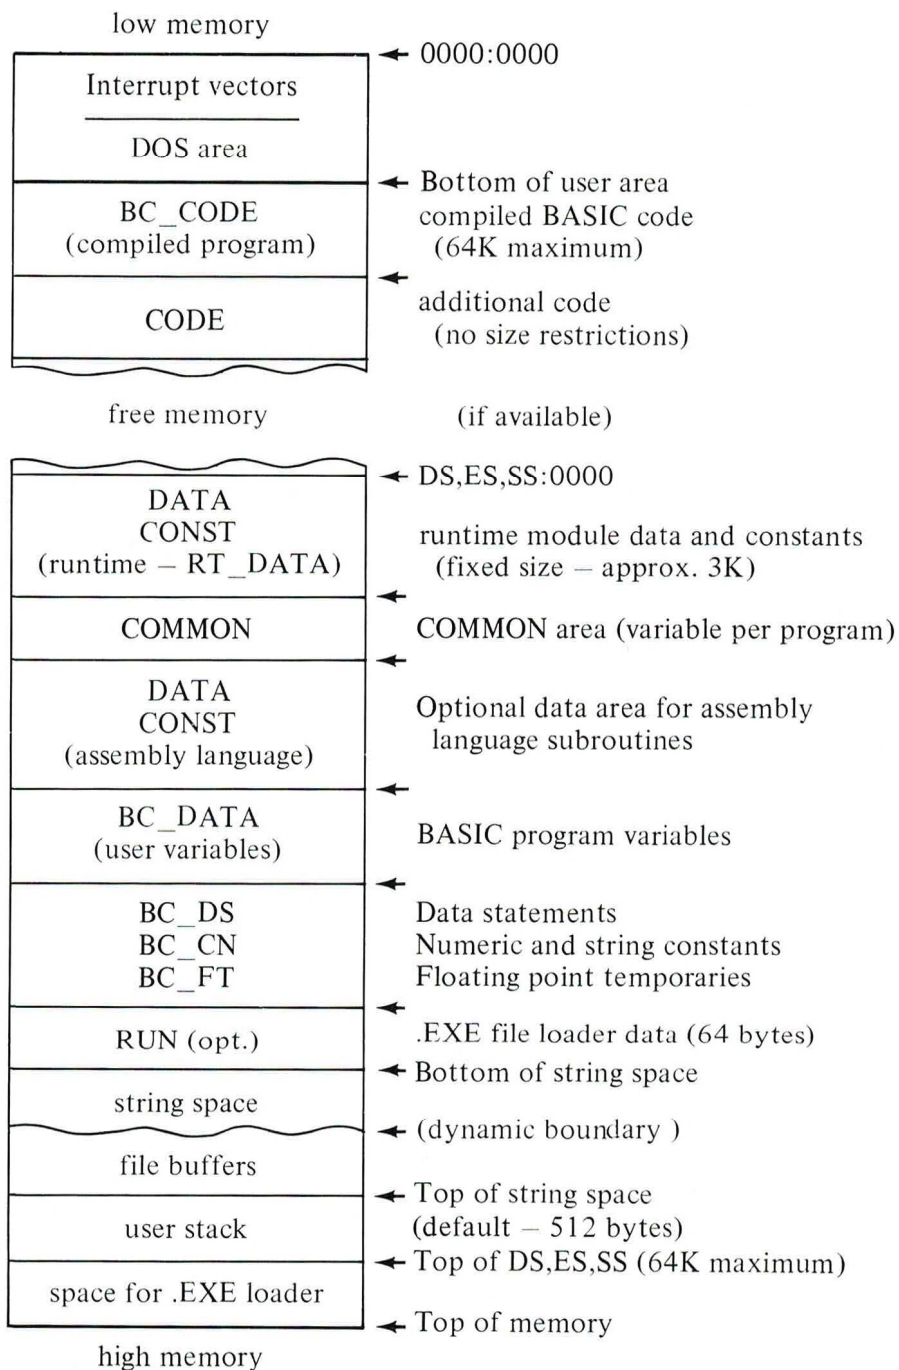 low memory
0000:0000
Interrupt vectors
DOS area
Bottom of user area
BC_CODE
compiled BASIC code
(compiled program)
(64K maximum)
CODE
additional code
(no size restrictions)
free memory
(if available)
DS,ES,SS:0000
DATA
CONST
(runtime – RT_DATA)
runtime module data and constants
(fixed size – approx. 3K)
COMMON
COMMON area (variable per program)
DATA
CONST
(assembly language)
Optional data area for assembly
language subroutines
BC_DATA
(user variables)
BASIC program variables
BC_DS
Data statements
BC_CN
Numeric and string constants
BC_FT
Floating point temporaries
RUN (opt.)
.EXE file loader data (64 bytes)
Bottom of string space
string space
(dynamic boundary )
file buffers
Top of string space
user stack
(default – 512 bytes)
Top of DS,ES,SS (64K maximum)
space for .EXE loader
Top of memory
high memory